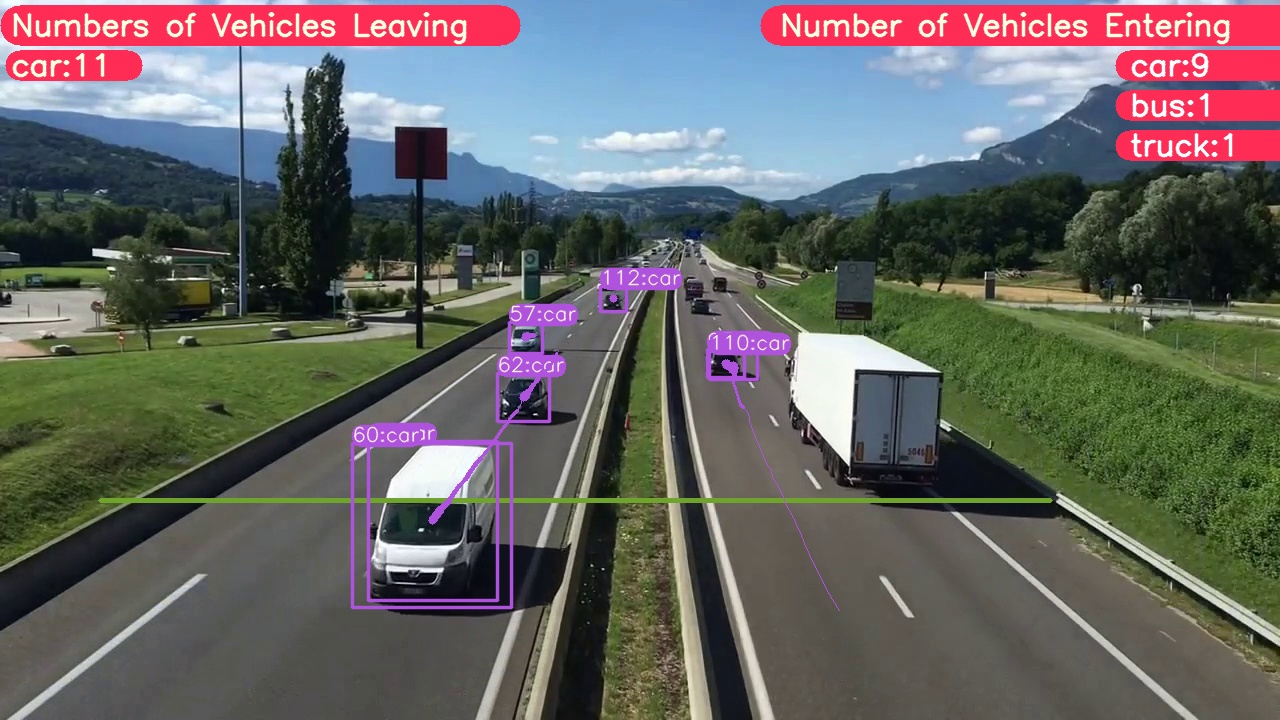 Numbers of Vehicles Leaving
car:11
Number of Vehicles Entering
car:9
bus:1
truck:1
112:car
57:car
62:car
110:car
60:car